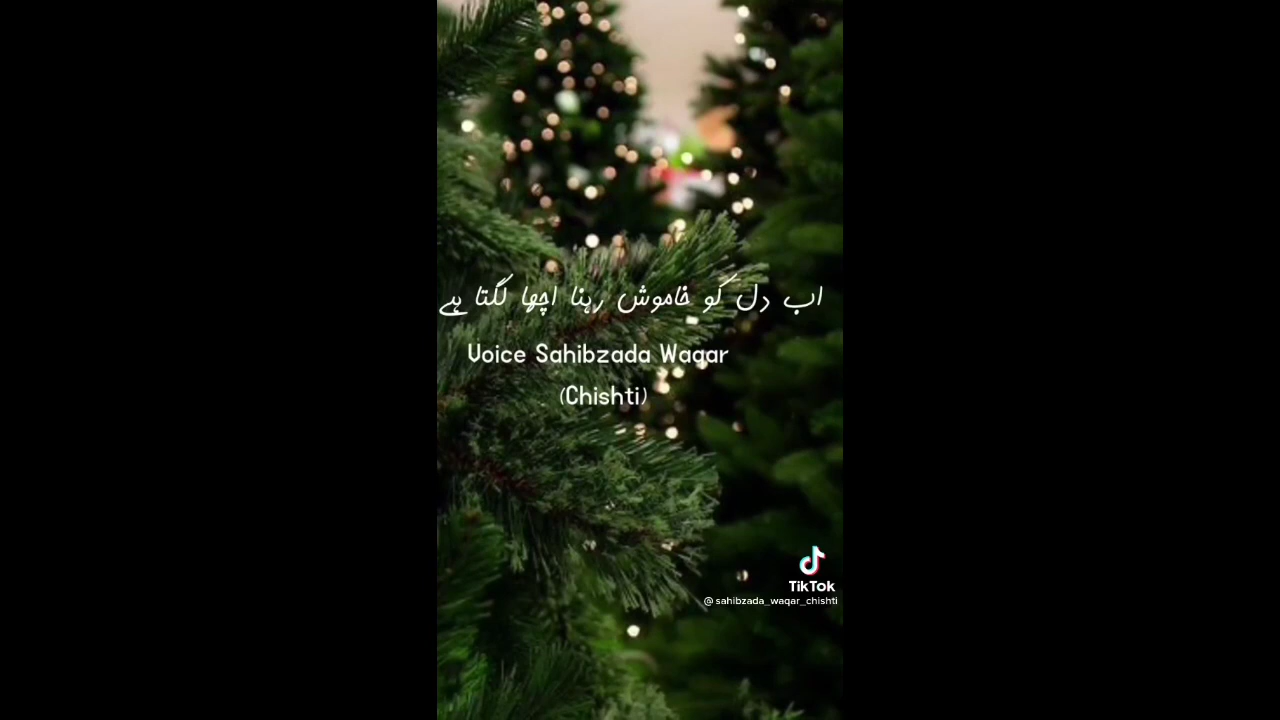 اب دل کو خاموش رہنا اچھا لگتا ہے
Voice Sahibzada Waqar
(Chishti)
TikTok
@sahibzada_waqar_chishti